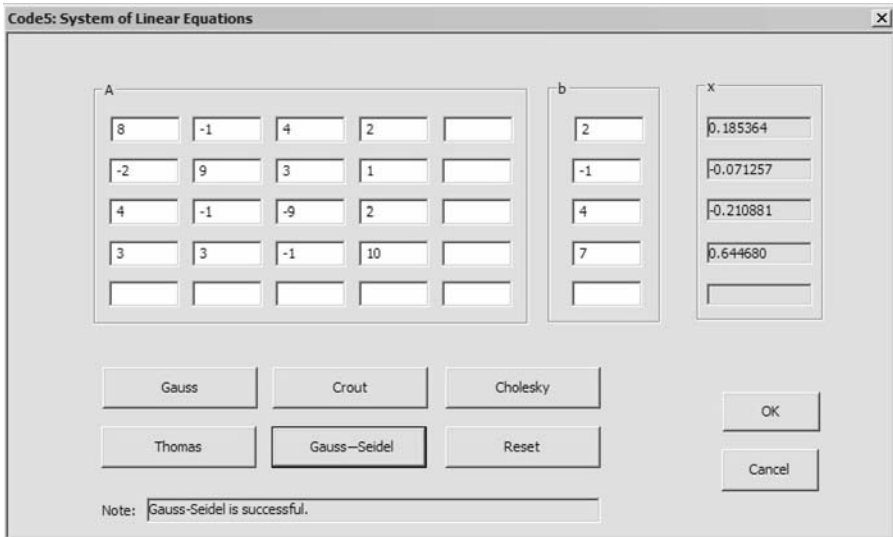 Code5: System of Linear Equations
A b x
8 -1 4 2 2 0.185364
-2 9 3 1 -1 -0.071257
4 -1 -9 2 4 -0.210881
3 3 -1 10 7 0.644680
Gauss Crout Cholesky
OK
Thomas Gauss—Seidel Reset
Cancel
Note: Gauss-Seidel is successful.